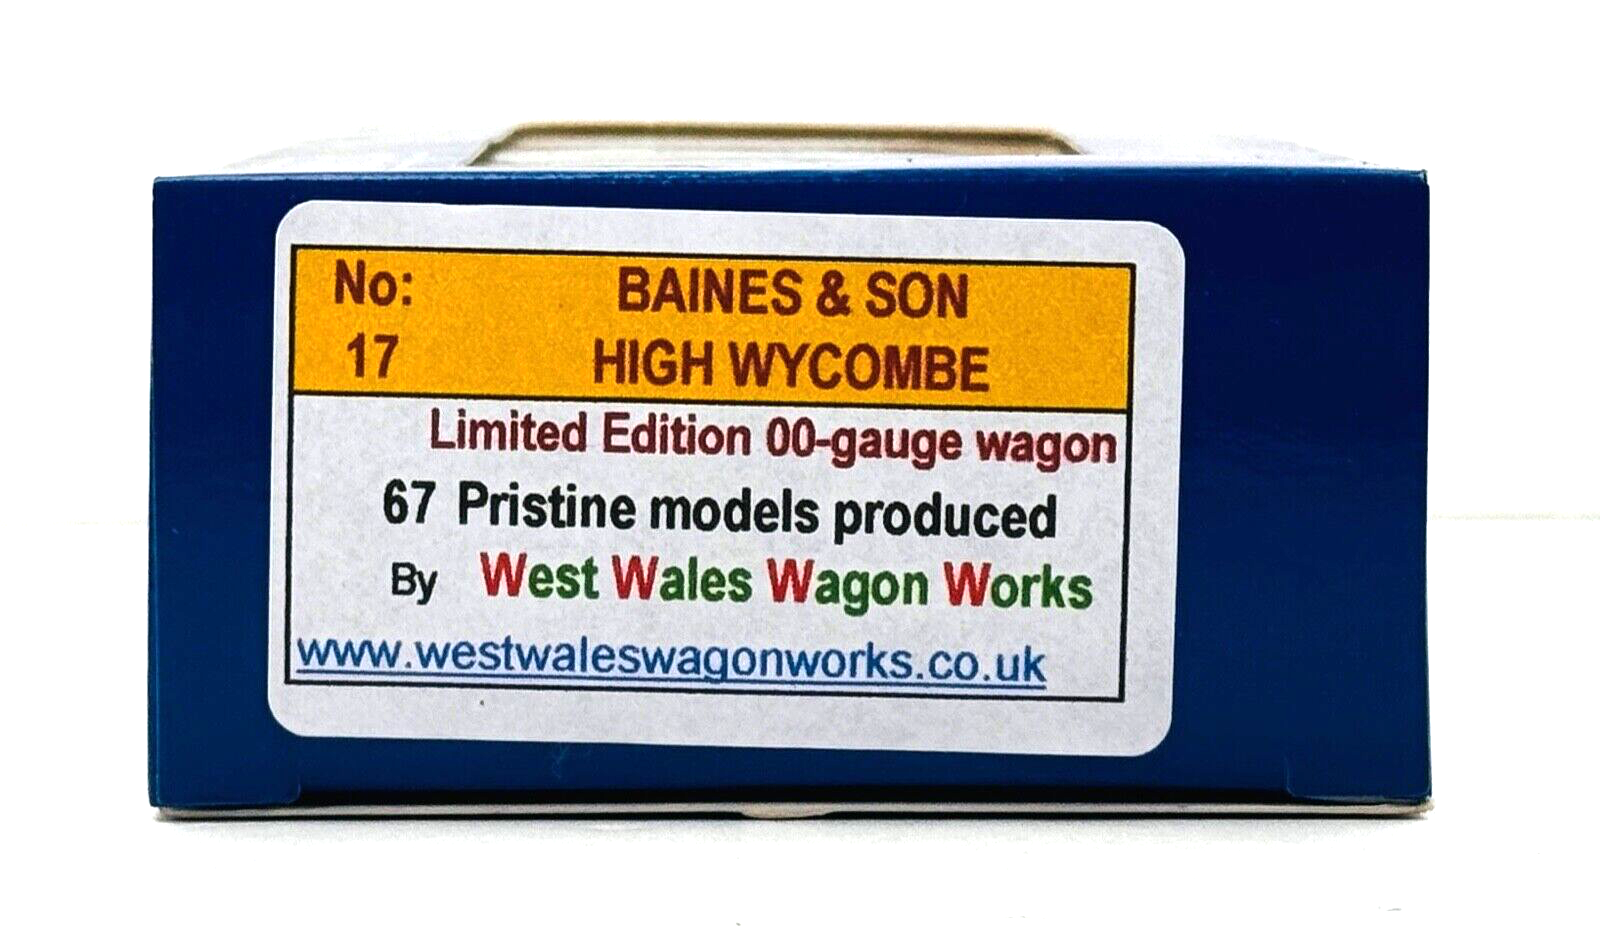 No: BAINES & SON
17 HIGH WYCOMBE
Limited Edition 00-gauge wagon
67 Pristine models produced
By West Wales Wagon Works
www.westwaleswagonworks.co.uk